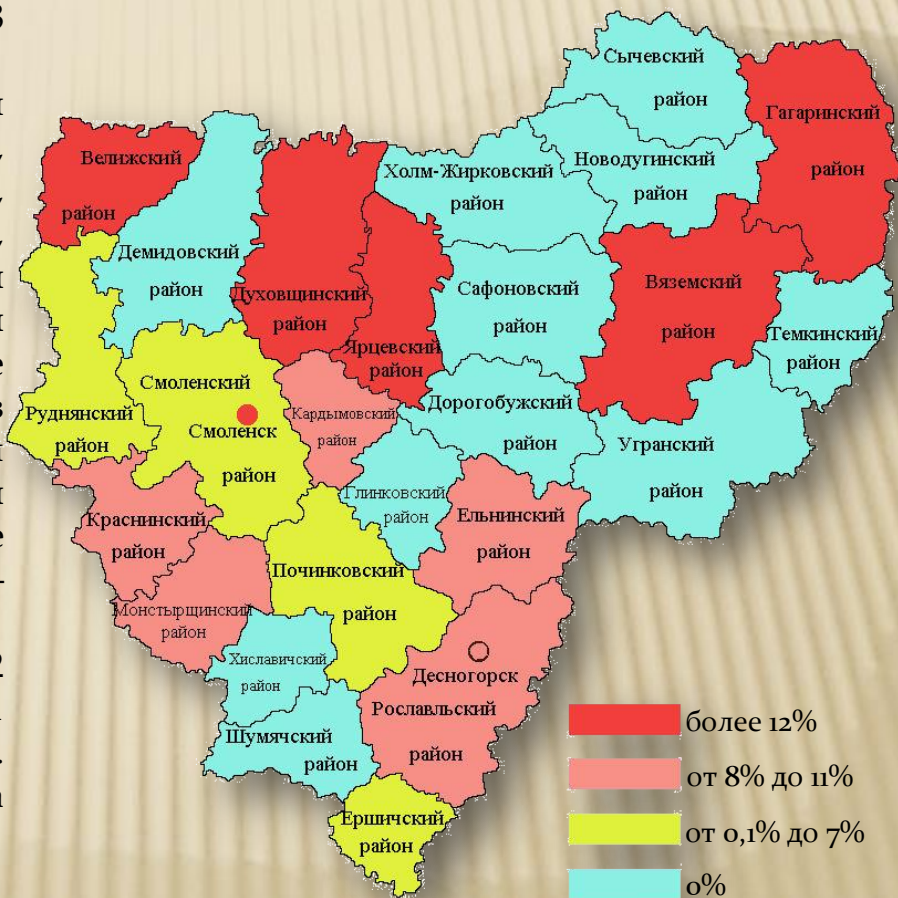 Сычевский
район
Гагаринский
район
Велижский
район
Холм-Жирковский
район
Новодугинский
район
Демидовский
район
Духовщинский
район
Ярцевский
район
Сафоновский
район
Вяземский
район
Темкинский
район
Смоленский
Смоленск
район
Руднянский
район
Кардымовский
район
Дорогобужский
район
Угранский
район
Глинковский
район
Ельнинский
район
Краснинский
район
Починковский
район
Монстырщинский
район
Хиславичский
район
Десногорск
Рославльский
район
Шумячский
район
Ершичский
район
более 12%
от 8% до 11%
от 0,1% до 7%
0%